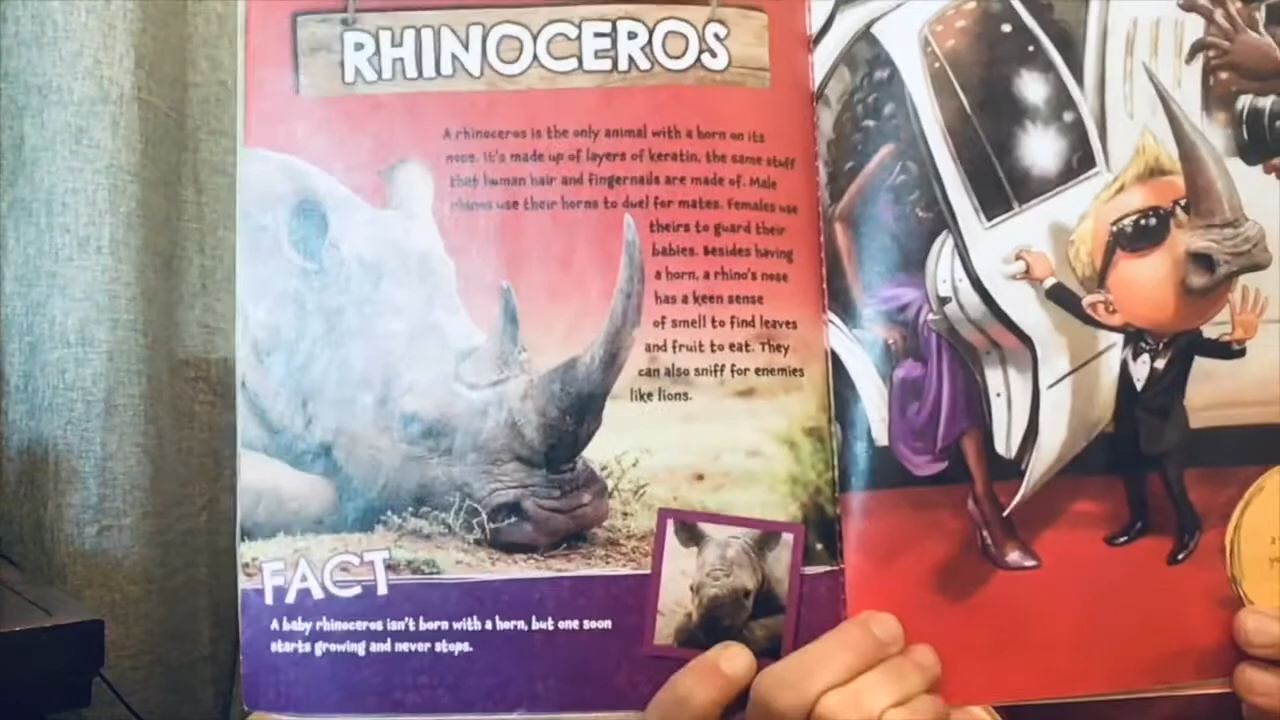 RHINOCEROS
A rhinoceros is the only animal with a horn on its
nose. It's made up of layers of keratin, the same stuff
that human hair and fingernails are made of. Male
rhinos use their horns to duel for mates. Females use
theirs to guard their
babies. Besides having
a horn, a rhino's nose
has a keen sense
of smell to find leaves
and fruit to eat. They
can also sniff for enemies
like lions.
FACT
A baby rhinoceros isn't born with a horn, but one soon
starts growing and never stops.